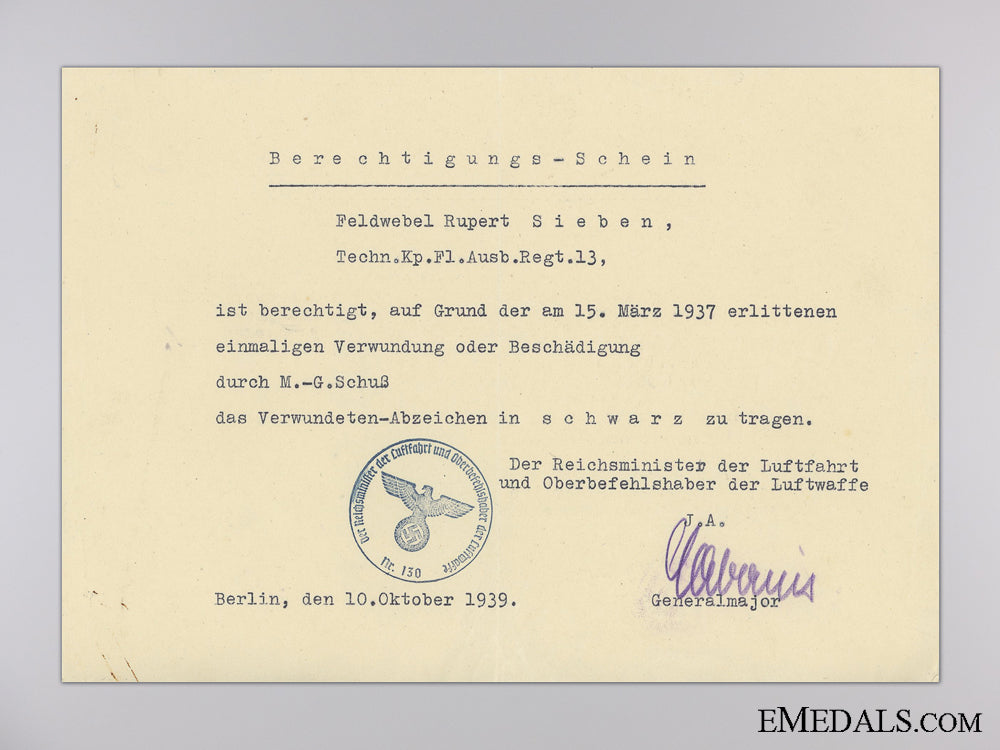 Berechtigungs-Schein
Feldwebel Rupert Sieben,
Techn.Kp.Fl.Ausb.Regt.13,
ist berechtigt, auf Grund der am 15. März 1937 erlittenen
einmaligen Verwundung oder Beschädigung
durch M.-G.Schuß
das Verwundeten-Abzeichen in schwarz zu tragen.
Der Reichsminister der Luftfahrt und Oberbefehlshaber der Luftwaffe
Nr. 130
Der Reichsminister der Luftfahrt
und Oberbefehlshaber der Luftwaffe
J.A.
Generalmajor
Berlin, den 10.Oktober 1939.
EMEDALS.COM